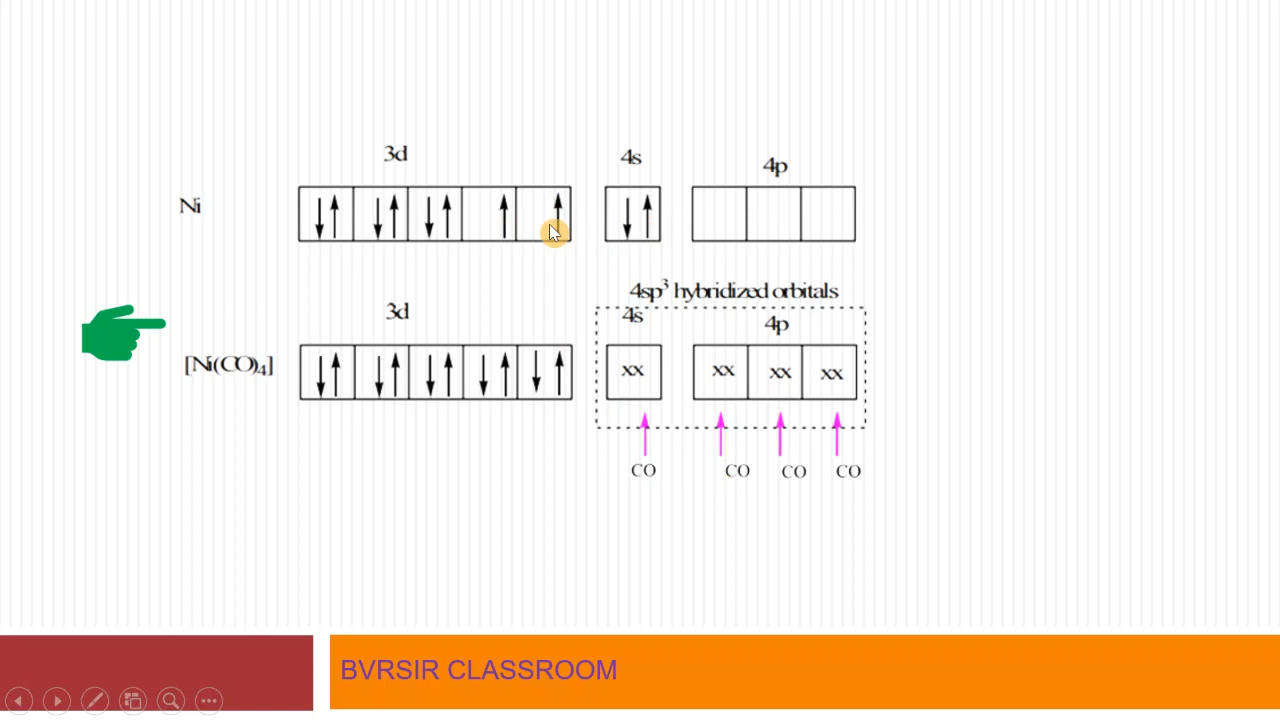 3d 4s 4p
Ni
4sp³ hybridized orbitals
3d 4s 4p
[Ni(CO)₄] xx xx xx xx
CO CO CO CO
BVRSIR CLASSROOM